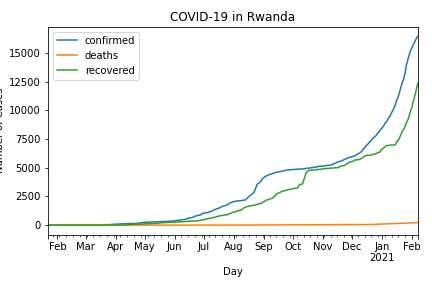 COVID-19 in Rwanda
confirmed
deaths
recovered
15000
12500
10000
7500
5000
2500
0
Feb Mar Apr May Jun Jul Aug Sep Oct Nov Dec Jan Feb
2021
Day